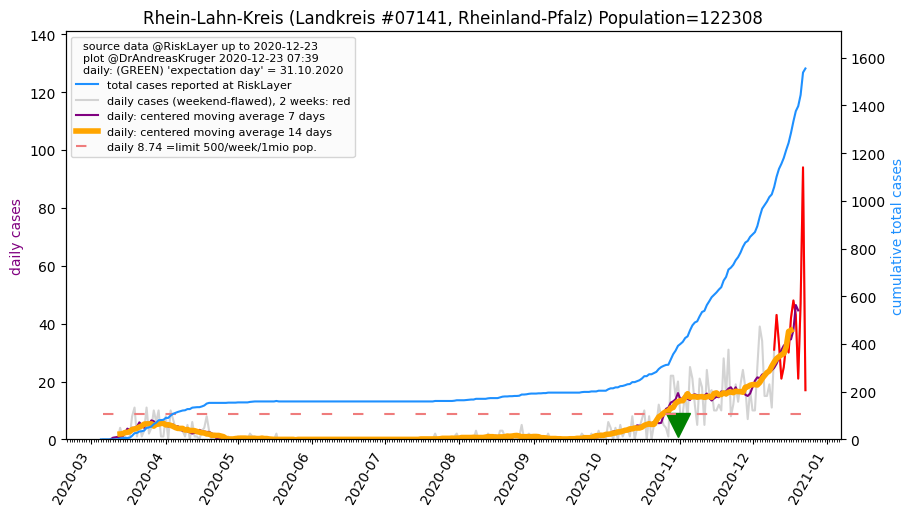 Rhein-Lahn-Kreis (Landkreis #07141, Rheinland-Pfalz) Population=122308
source data @RiskLayer up to 2020-12-23
plot @DrAndreasKruger 2020-12-23 07:39
daily: (GREEN) 'expectation day' = 31.10.2020
total cases reported at RiskLayer
daily cases (weekend-flawed), 2 weeks: red
daily: centered moving average 7 days
daily: centered moving average 14 days
daily 8.74 =limit 500/week/1mio pop.
daily cases
140
120
100
80
60
40
20
0
cumulative total cases
1600
1400
1200
1000
800
600
400
200
0
2020-03
2020-04
2020-05
2020-06
2020-07
2020-08
2020-09
2020-10
2020-11
2020-12
2021-01